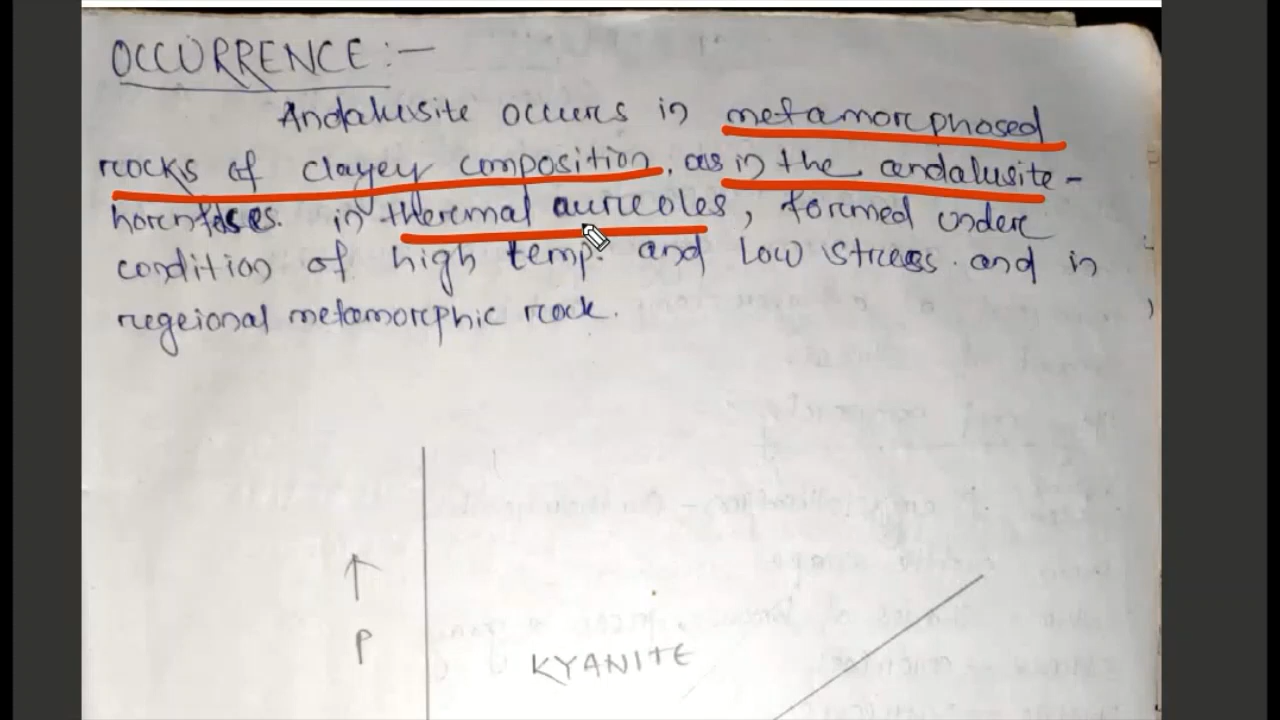 OCCURRENCE:-
Andalusite occurs in metamorphosed
rocks of clayey composition, as in the andalusite-
hornfelses. in thermal aureoles, formed under
condition of high temp. and low stress and in
regeional metamorphic rock.
↑
P
KYANITE